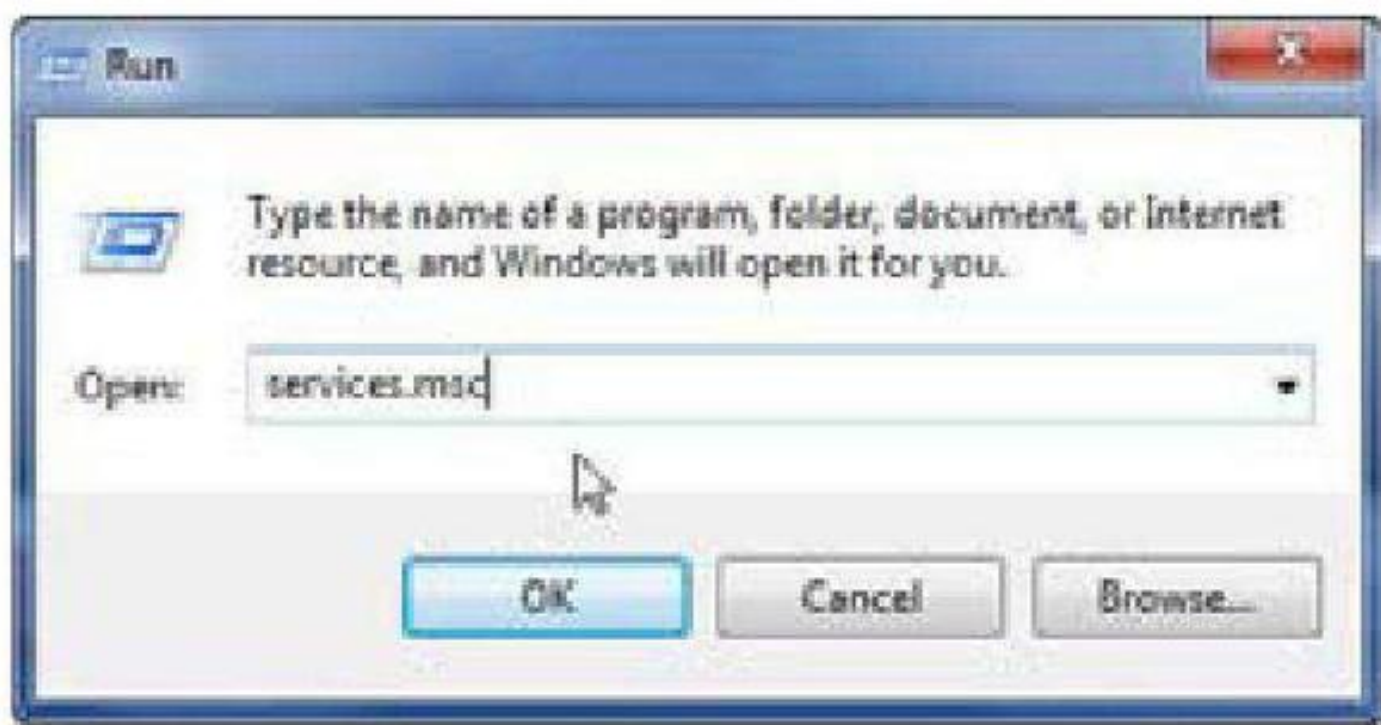 Run
Type the name of a program, folder, document, or Internet
resource, and Windows will open it for you.
Open: services.msc
OK Cancel Browse...